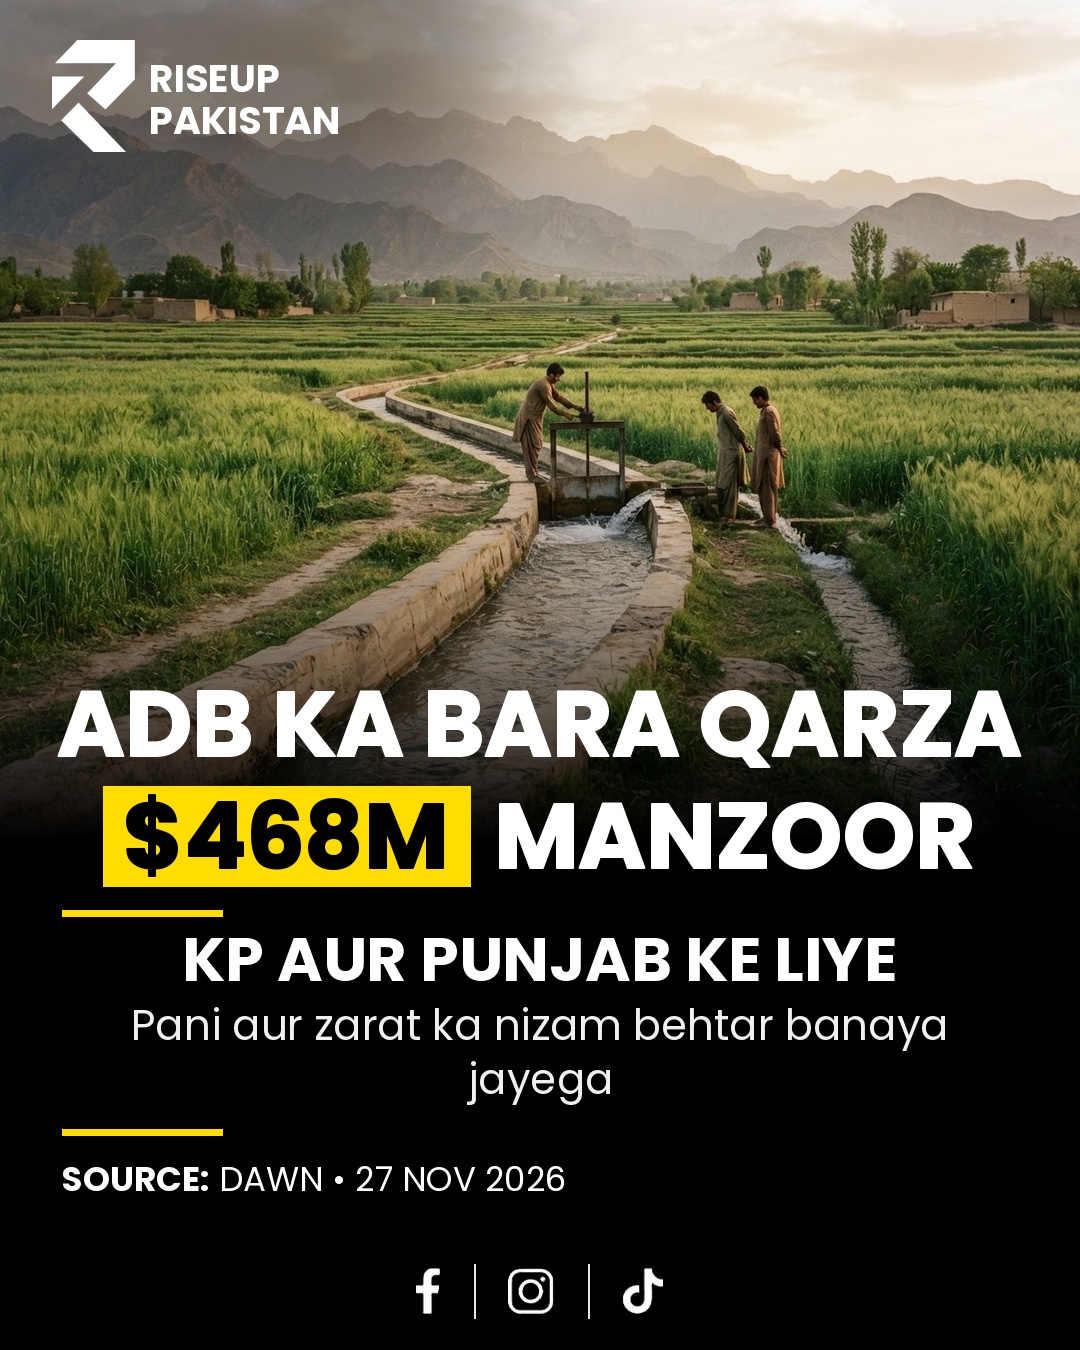 RISEUP
PAKISTAN
ADB KA BARA QARZA
$468M MANZOOR
KP AUR PUNJAB KE LIYE
Pani aur zarat ka nizam behtar banaya
jayega
SOURCE: DAWN • 27 NOV 2026